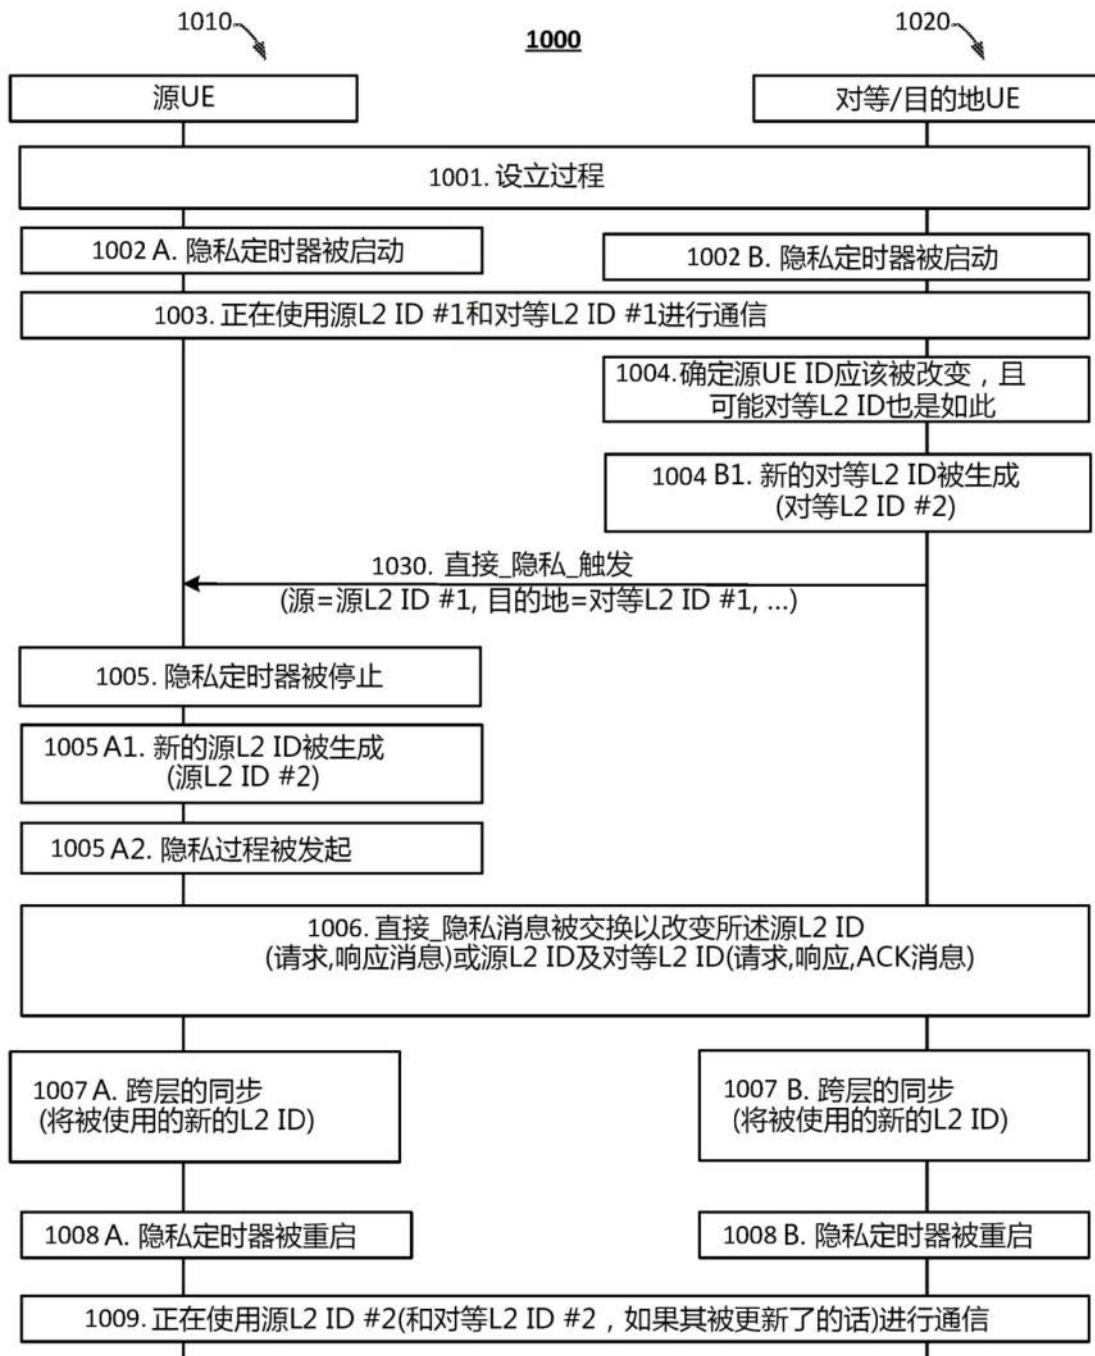 1010
1000
1020
源UE
对等/目的地UE
1001. 设立过程
1002 A. 隐私定时器被启动
1002 B. 隐私定时器被启动
1003. 正在使用源L2 ID #1和对等L2 ID #1进行通信
1004. 确定源UE ID应该被改变，且
可能对等L2 ID也是如此
1004 B1. 新的对等L2 ID被生成
(对等L2 ID #2)
1030. 直接_隐私_触发
(源=源L2 ID #1, 目的地=对等L2 ID #1, ...)
1005. 隐私定时器被停止
1005 A1. 新的源L2 ID被生成
(源L2 ID #2)
1005 A2. 隐私过程被发起
1006. 直接_隐私消息被交换以改变所述源L2 ID
(请求,响应消息)或源L2 ID及对等L2 ID(请求,响应,ACK消息)
1007 A. 跨层的同步
(将被使用的新的L2 ID)
1007 B. 跨层的同步
(将被使用的新的L2 ID)
1008 A. 隐私定时器被重启
1008 B. 隐私定时器被重启
1009. 正在使用源L2 ID #2(和对等L2 ID #2，如果其被更新了的话)进行通信